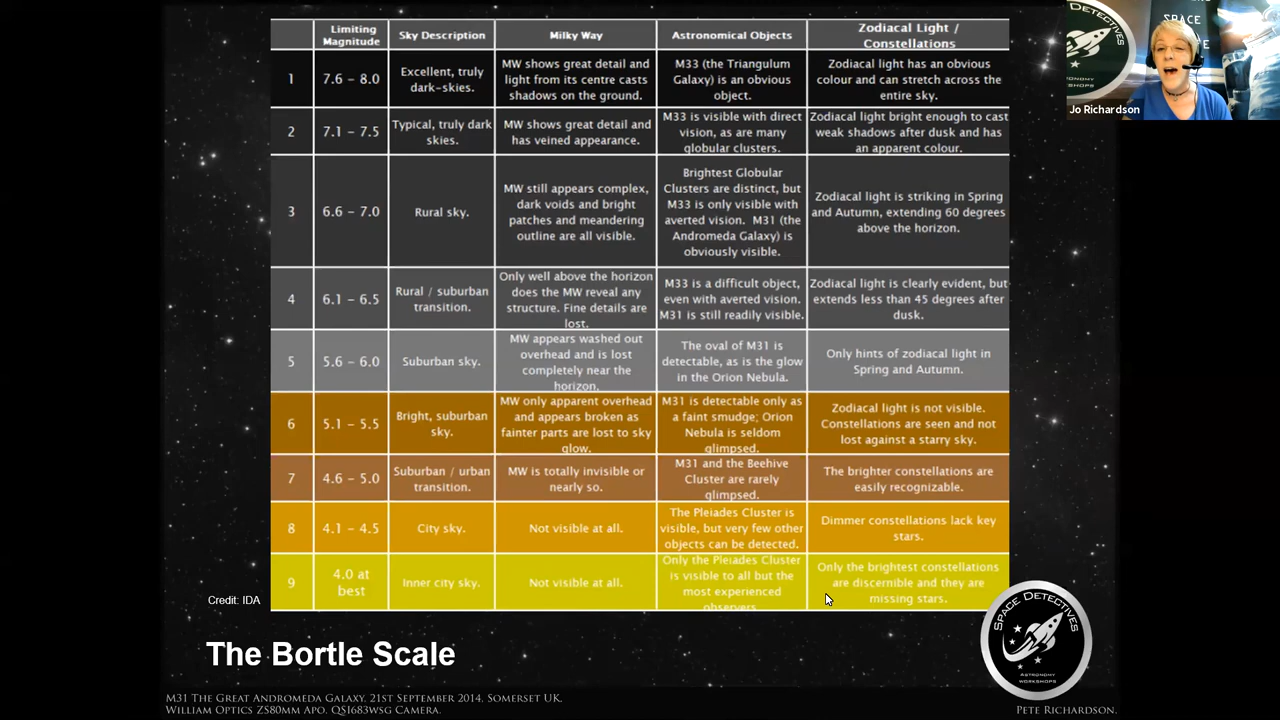 Limiting
Magnitude
Sky Description
Milky Way
Astronomical Objects
Zodiacal Light /
Constellations
1
7.6 – 8.0
Excellent, truly
dark-skies.
MW shows great detail and
light from its centre casts
shadows on the ground.
M33 (the Triangulum
Galaxy) is an obvious
object.
Zodiacal light has an obvious
colour and can stretch across the
entire sky.
2
7.1 – 7.5
Typical, truly dark
skies.
MW shows great detail and
has veined appearance.
M33 is visible with direct
vision, as are many
globular clusters.
Zodiacal light bright enough to cast
weak shadows after dusk and has
an apparent colour.
3
6.6 – 7.0
Rural sky.
MW still appears complex,
dark voids and bright
patches and meandering
outline are all visible.
Brightest Globular
Clusters are distinct, but
M33 is only visible with
averted vision. M31 (the
Andromeda Galaxy) is
obviously visible.
Zodiacal light is striking in Spring
and Autumn, extending 60 degrees
above the horizon.
4
6.1 – 6.5
Rural / suburban
transition.
Only well above the horizon
does the MW reveal any
structure. Fine details are
lost.
M33 is a difficult object,
even with averted vision.
M31 is still readily visible.
Zodiacal light is clearly evident, but
extends less than 45 degrees after
dusk.
5
5.6 – 6.0
Suburban sky.
MW appears washed out
overhead and is lost
completely near the
horizon.
The oval of M31 is
detectable, as is the glow
in the Orion Nebula.
Only hints of zodiacal light in
Spring and Autumn.
6
5.1 – 5.5
Bright, suburban
sky.
MW only apparent overhead
and appears broken as
fainter parts are lost to sky
glow.
M31 is detectable only as
a faint smudge; Orion
Nebula is seldom
glimpsed.
Zodiacal light is not visible.
Constellations are seen and not
lost against a starry sky.
7
4.6 – 5.0
Suburban / urban
transition.
MW is totally invisible or
nearly so.
M31 and the Beehive
Cluster are rarely
glimpsed.
The brighter constellations are
easily recognizable.
8
4.1 – 4.5
City sky.
Not visible at all.
The Pleiades Cluster is
visible, but very few other
objects can be detected.
Dimmer constellations lack key
stars.
9
4.0 at
best
Inner city sky.
Not visible at all.
Only the Pleiades Cluster
is visible to all but the
most experienced
observers.
Only the brightest constellations
are discernible and they are
missing stars.
SPACE
Jo Richardson
Credit: IDA
The Bortle Scale
SPACE DETECTIVES
ASTRONOMY
WORKSHOPS
M31 The Great Andromeda Galaxy, 21st September 2014, Somerset UK,
William Optics ZS80mm Apo, QSI683wsg Camera.
Pete Richardson.